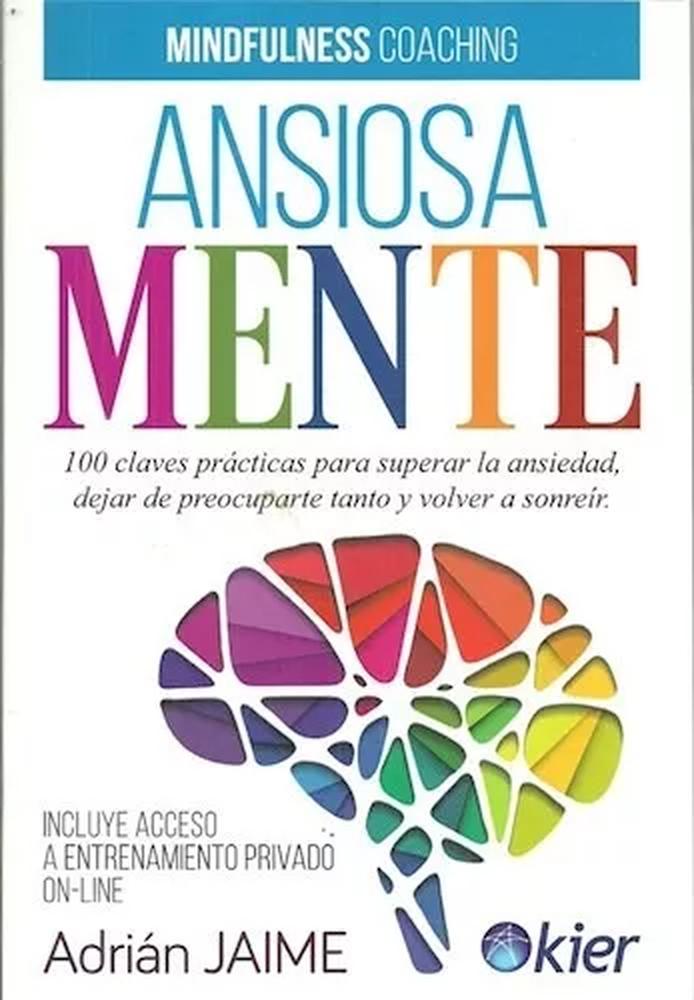 MINDFULNESS COACHING
ANSIOSA
MENTE
100 claves prácticas para superar la ansiedad,
dejar de preocuparte tanto y volver a sonreír.
INCLUYE ACCESO
A ENTRENAMIENTO PRIVADO
ON-LINE
Adrián JAIME
kier